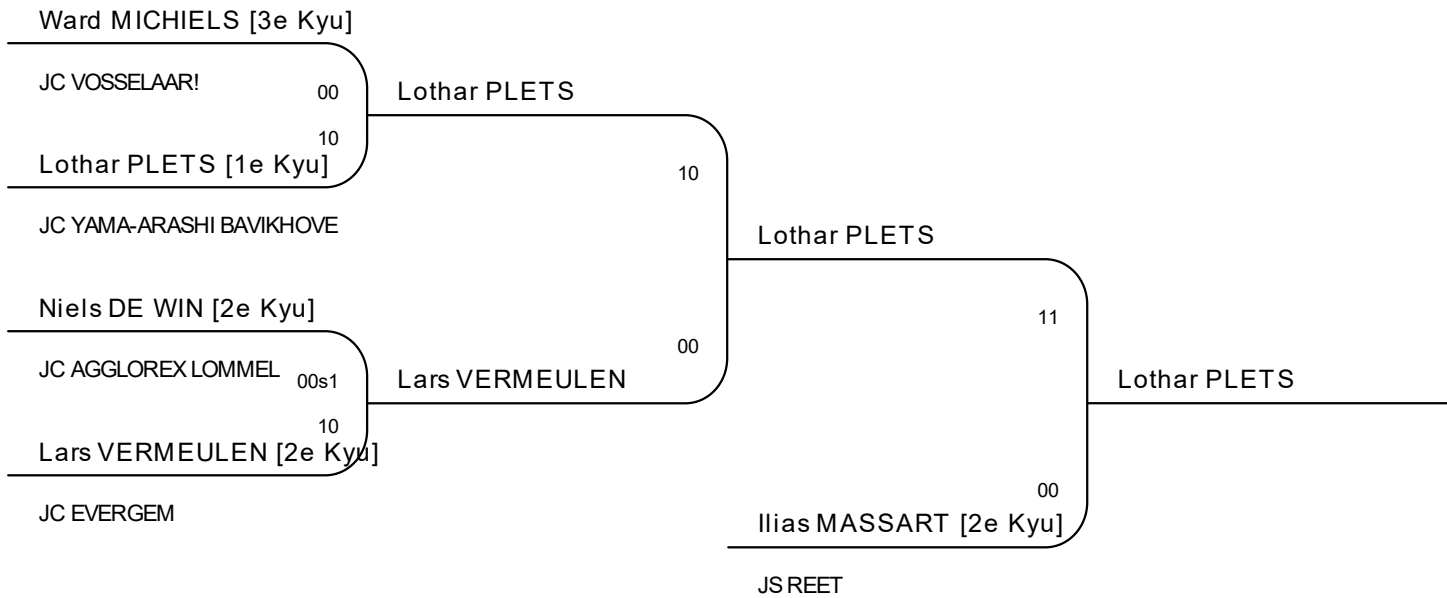 Ward MICHIELS [3e Kyu]
JC VOSSELAAR!
00
Lothar PLETS
10
Lothar PLETS [1e Kyu]
10
JC YAMA-ARASHI BAVIKHOVE
Lothar PLETS
Niels DE WIN [2e Kyu]
11
00
JC AGGLOREX LOMMEL
00s1
Lars VERMEULEN
Lothar PLETS
10
Lars VERMEULEN [2e Kyu]
00
JC EVERGEM
Ilias MASSART [2e Kyu]
JS REET